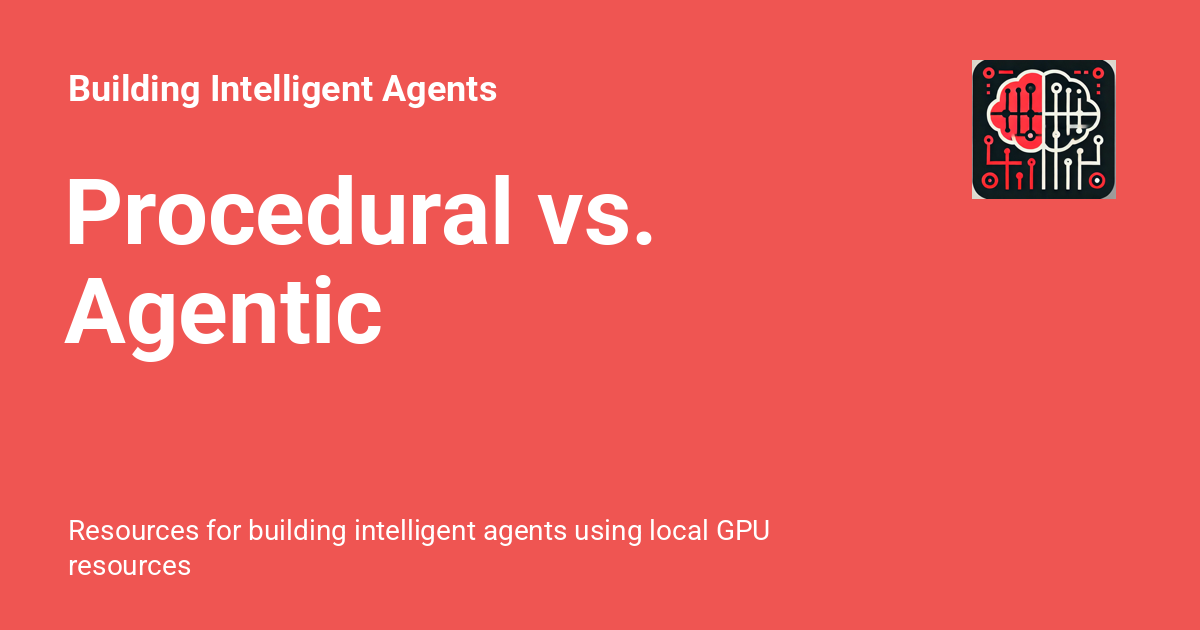 Building Intelligent Agents
Procedural vs.
Agentic
Resources for building intelligent agents using local GPU
resources